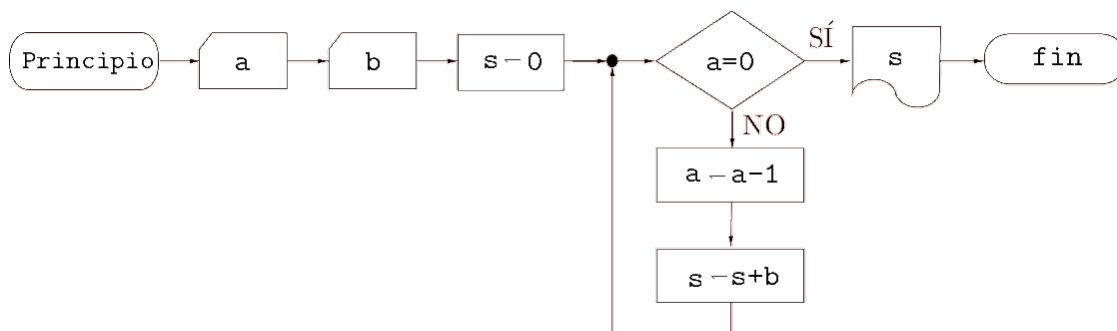 Principio
a
b
s－0
a=0
SÍ
s
fin
NO
a－a-1
s－s+b